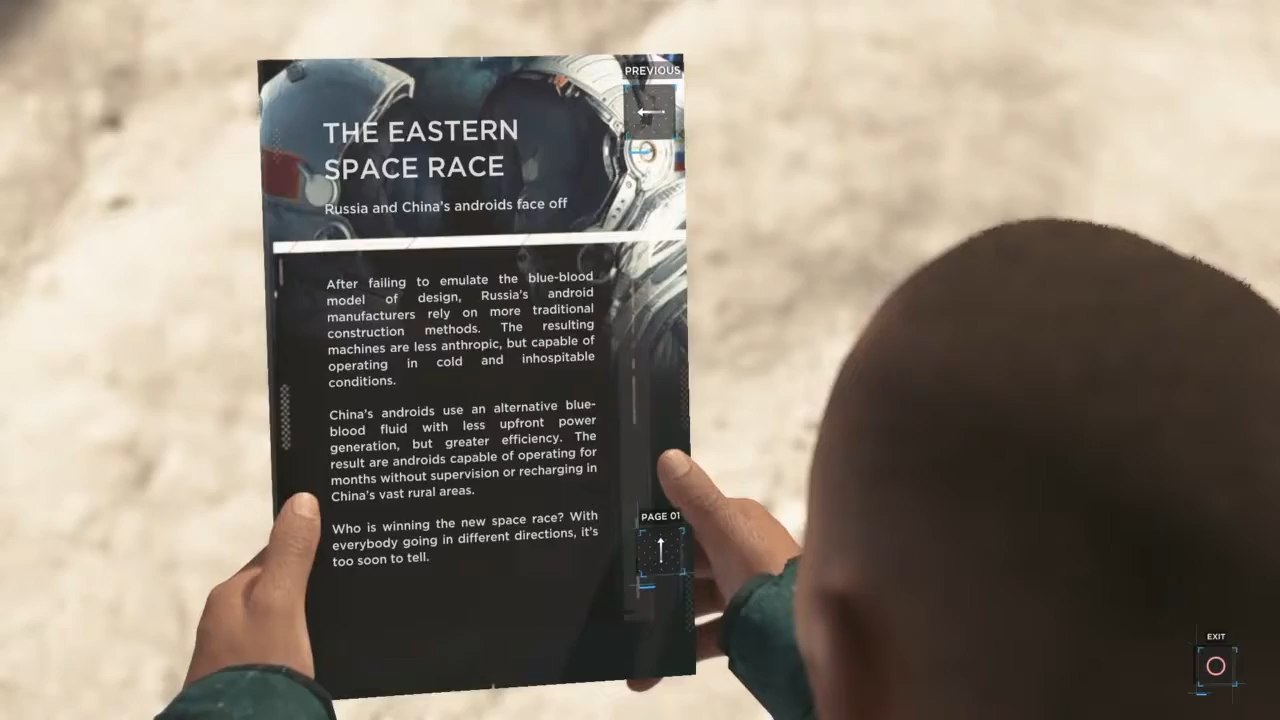 PREVIOUS
THE EASTERN
SPACE RACE
Russia and China's androids face off
After failing to emulate the blue-blood
model of design, Russia's android
manufacturers rely on more traditional
construction methods. The resulting
machines are less anthropic, but capable of
operating in cold and inhospitable
conditions.
China's androids use an alternative blue-
blood fluid with less upfront power
generation, but greater efficiency. The
result are androids capable of operating for
months without supervision or recharging in
China's vast rural areas.
Who is winning the new space race? With
everybody going in different directions, it's
too soon to tell.
PAGE 01
EXIT